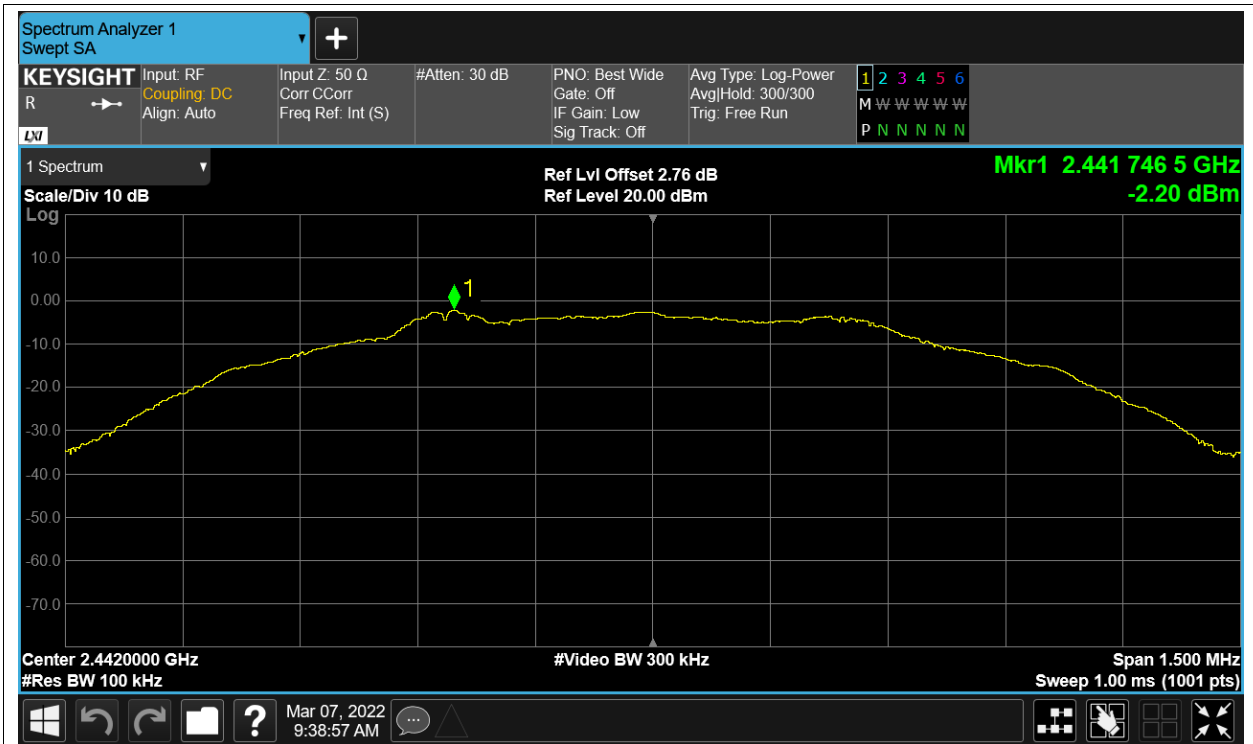 Spectrum Analyzer 1
Swept SA
KEYSIGHT
R
LXI
Input: RF
Coupling: DC
Align: Auto
Input Z: 50 Ω
Corr CCorr
Freq Ref: Int (S)
#Atten: 30 dB
PNO: Best Wide
Gate: Off
IF Gain: Low
Sig Track: Off
Avg Type: Log-Power
Avg|Hold: 300/300
Trig: Free Run
1 2 3 4 5 6
M W W W W W W
P N N N N N N
1 Spectrum
Scale/Div 10 dB
Log
Ref Lvl Offset 2.76 dB
Ref Level 20.00 dBm
Mkr1 2.441 746 5 GHz
-2.20 dBm
10.0
0.00
-10.0
-20.0
-30.0
-40.0
-50.0
-60.0
-70.0
1
Center 2.4420000 GHz
#Res BW 100 kHz
#Video BW 300 kHz
Span 1.500 MHz
Sweep 1.00 ms (1001 pts)
?
Mar 07, 2022
9:38:57 AM